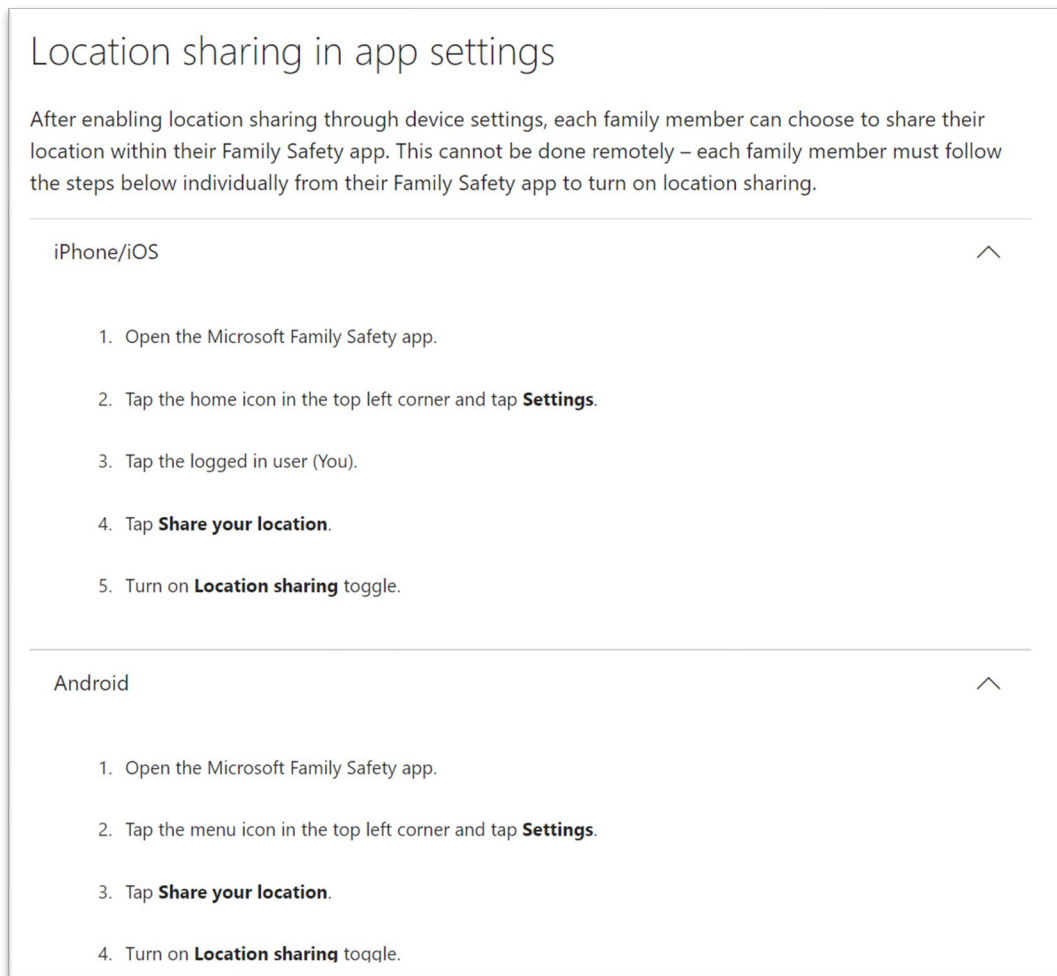 Location sharing in app settings
After enabling location sharing through device settings, each family member can choose to share their
location within their Family Safety app. This cannot be done remotely – each family member must follow
the steps below individually from their Family Safety app to turn on location sharing.
iPhone/iOS
1. Open the Microsoft Family Safety app.
2. Tap the home icon in the top left corner and tap Settings.
3. Tap the logged in user (You).
4. Tap Share your location.
5. Turn on Location sharing toggle.
Android
1. Open the Microsoft Family Safety app.
2. Tap the menu icon in the top left corner and tap Settings.
3. Tap Share your location.
4. Turn on Location sharing toggle.